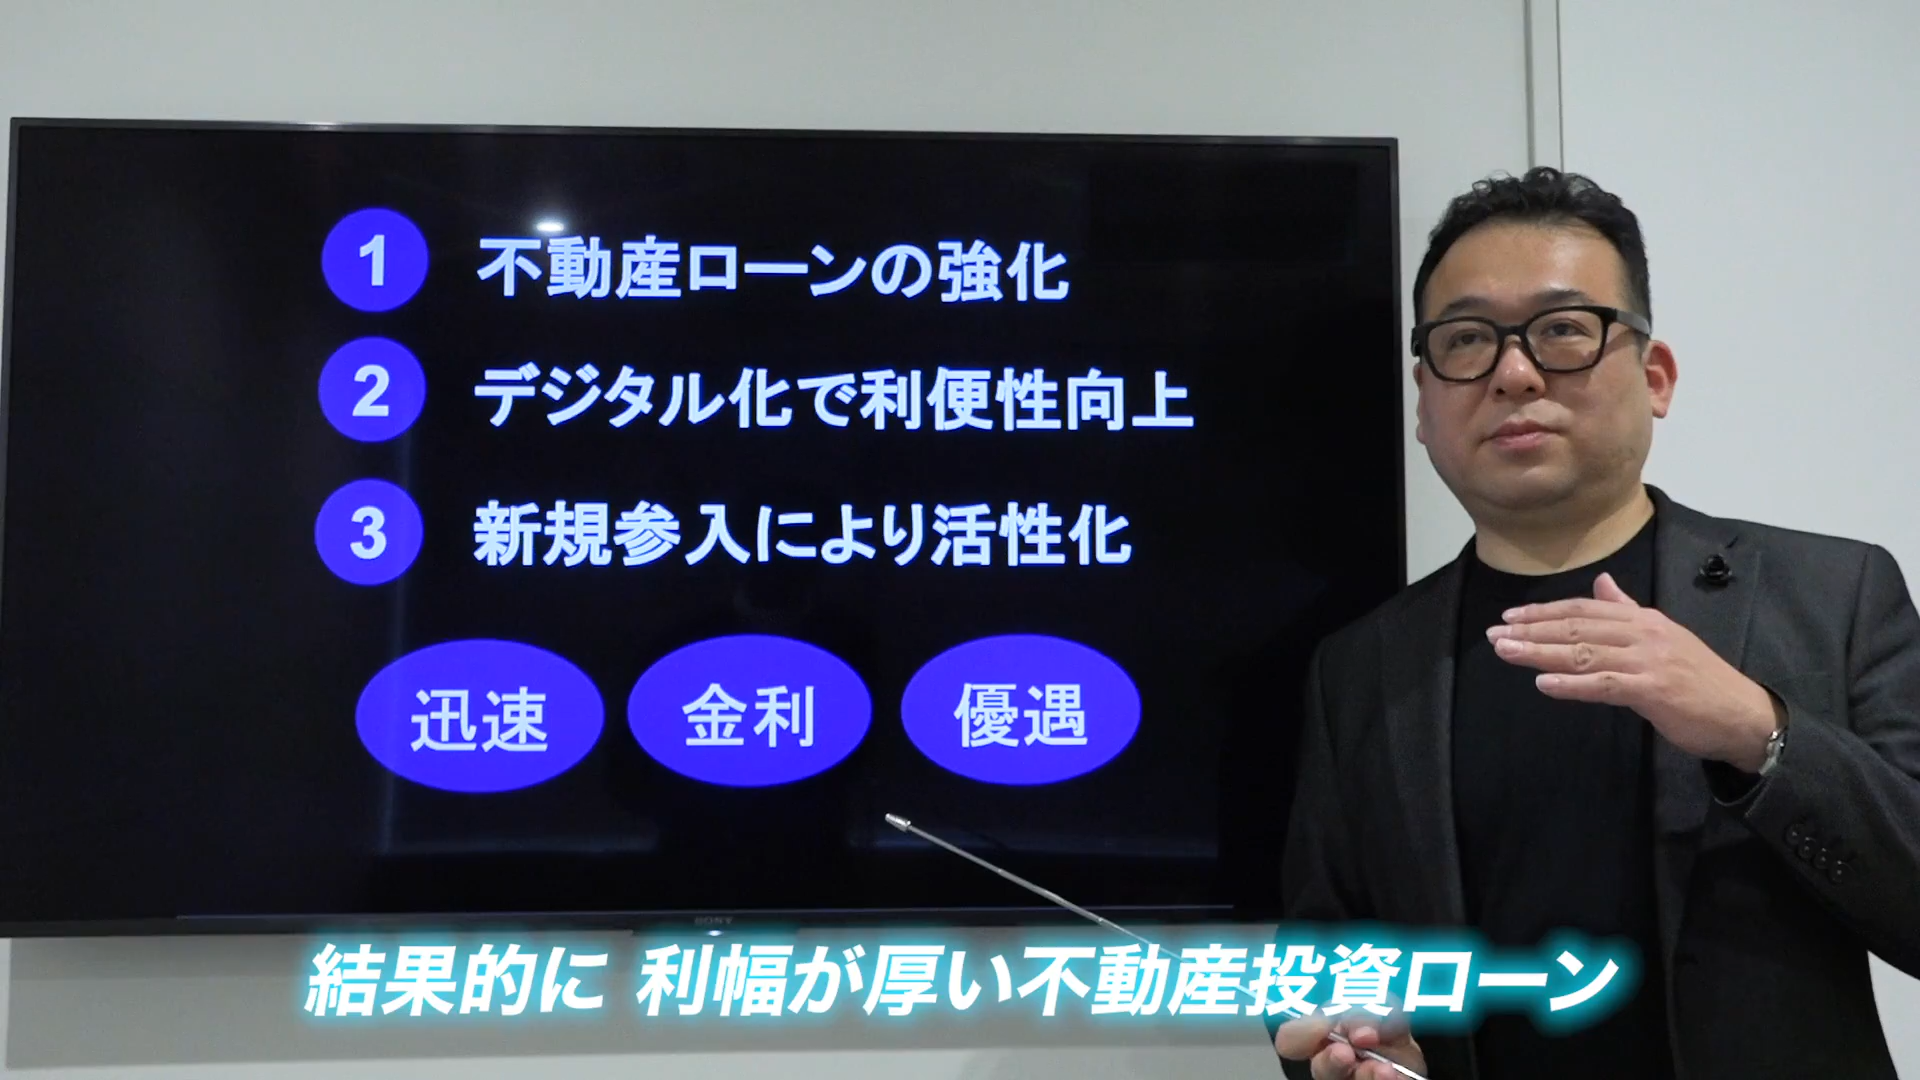 1 不動産ローンの強化
2 デジタル化で利便性向上
3 新規参入により活性化
迅速 金利 優遇
SONY
結果的に 利幅が厚い不動産投資ローン